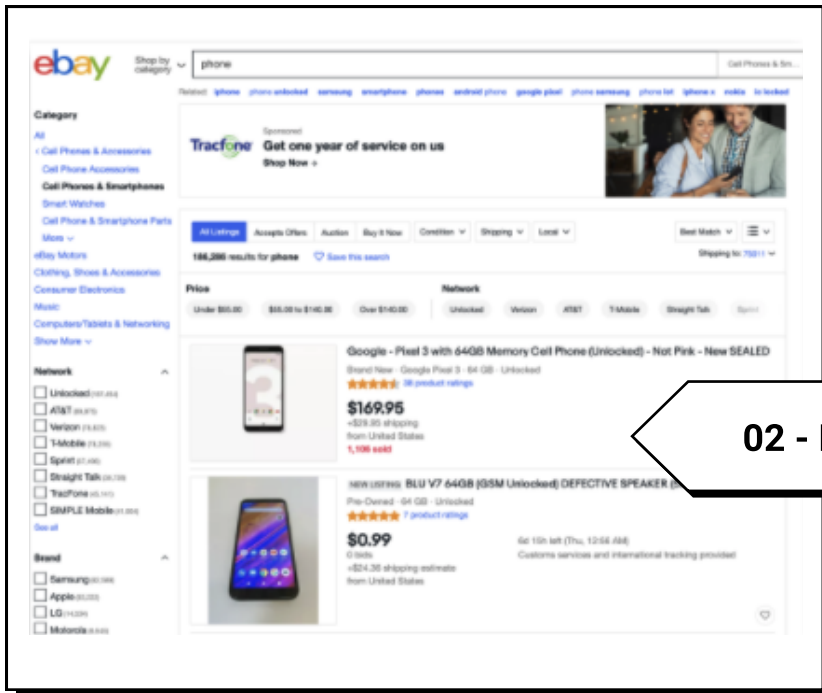 ebay
Shop by
category
phone
Cell Phones & Sm...
Related: iphone phone unlocked samsung smartphone phones android phone google pixel phone samsung phone lot iphone x nokia lg locked
Category
All
< Cell Phones & Accessories
Cell Phone Accessories
Cell Phones & Smartphones
Smart Watches
Cell Phone & Smartphone Parts
More
eBay Motors
Clothing, Shoes & Accessories
Consumer Electronics
Music
Computers/Tablets & Networking
Show More
Network
Unlocked
AT&T
Verizon
T-Mobile
Sprint
Straight Talk
TracFone
SIMPLE Mobile
See all
Brand
Samsung
Apple
LG
Motorola
Tracfone
Sponsored
Get one year of service on us
Shop Now →
All Listings Accepts Offers Auction Buy It Now Condition Shipping Local Best Match
results for phone Save this search Shipping to:
Price Network
Under $55.00 $55.00 to $140.00 Over $140.00 Unlocked Verizon AT&T T-Mobile Straight Talk Sprint
Google - Pixel 3 with 64GB Memory Cell Phone (Unlocked) - Not Pink - New SEALED
Brand New · Google Pixel 3 · 64 GB · Unlocked
38 product ratings
$169.95
shipping
from United States
1,106 sold
NEW LISTING BLU V7 64GB (GSM Unlocked) DEFECTIVE SPEAKER
Pre-Owned · 64 GB · Unlocked
7 product ratings
$0.99 6d 15h left (Thu, 12:56 AM)
0 bids Customs services and international tracking provided
+$24.36 shipping estimate
from United States
02 -